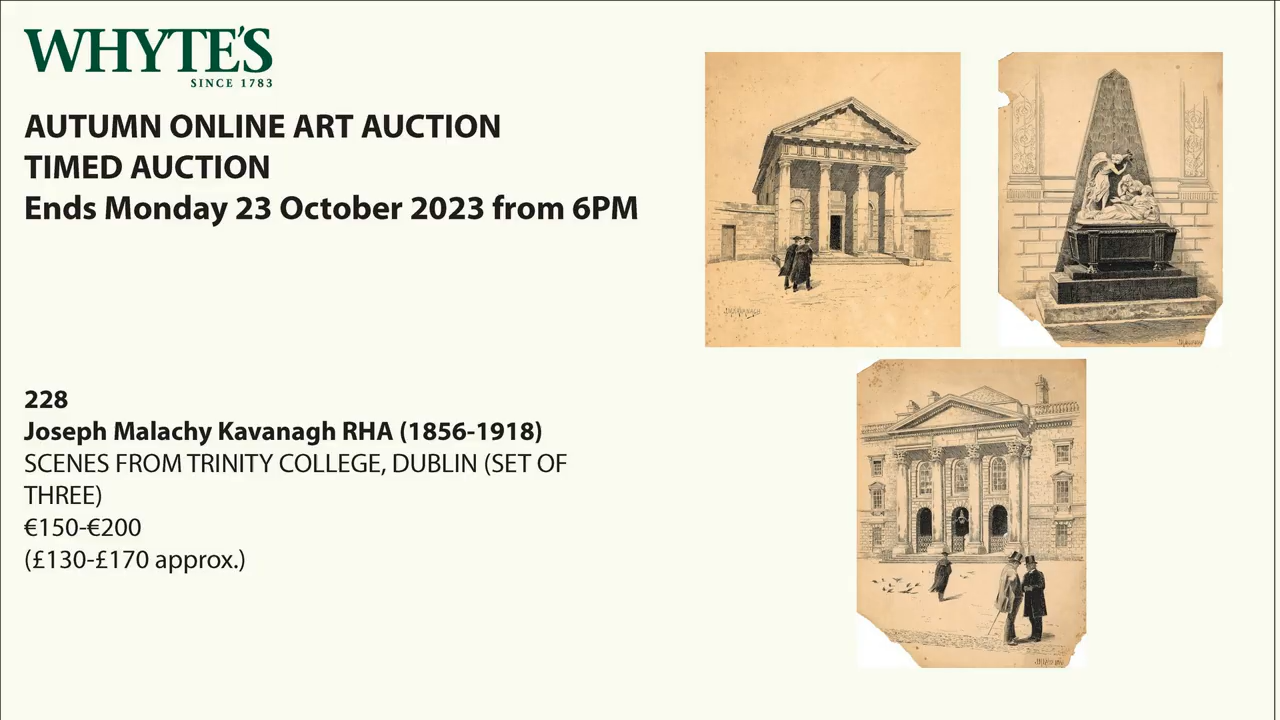 WHYTE'S
SINCE 1783
AUTUMN ONLINE ART AUCTION
TIMED AUCTION
Ends Monday 23 October 2023 from 6PM
228
Joseph Malachy Kavanagh RHA (1856-1918)
SCENES FROM TRINITY COLLEGE, DUBLIN (SET OF
THREE)
€150-€200
(£130-£170 approx.)